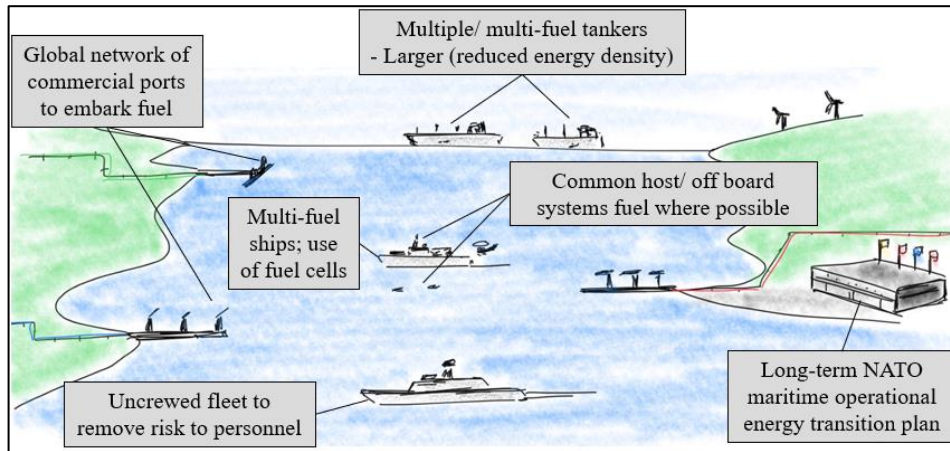 Global network of
commercial ports
to embark fuel
Multiple/ multi-fuel tankers
- Larger (reduced energy density)
Multi-fuel
ships; use
of fuel cells
Common host/ off board
systems fuel where possible
Uncrewed fleet to
remove risk to personnel
Long-term NATO
maritime operational
energy transition plan